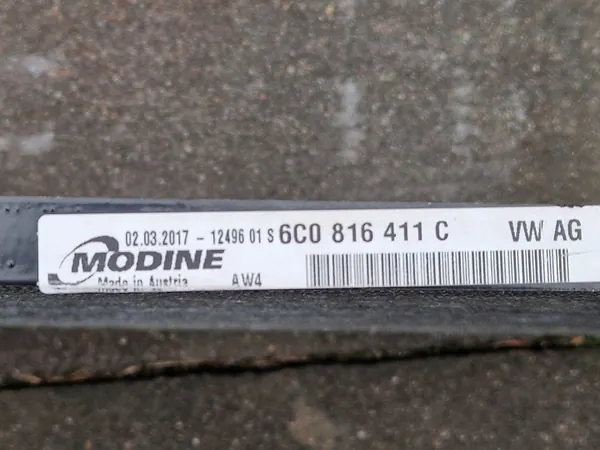 02.03.2017 - 12496 01 S 6C0 816 411 C VW AG
MODINE
Made in Austria AW4